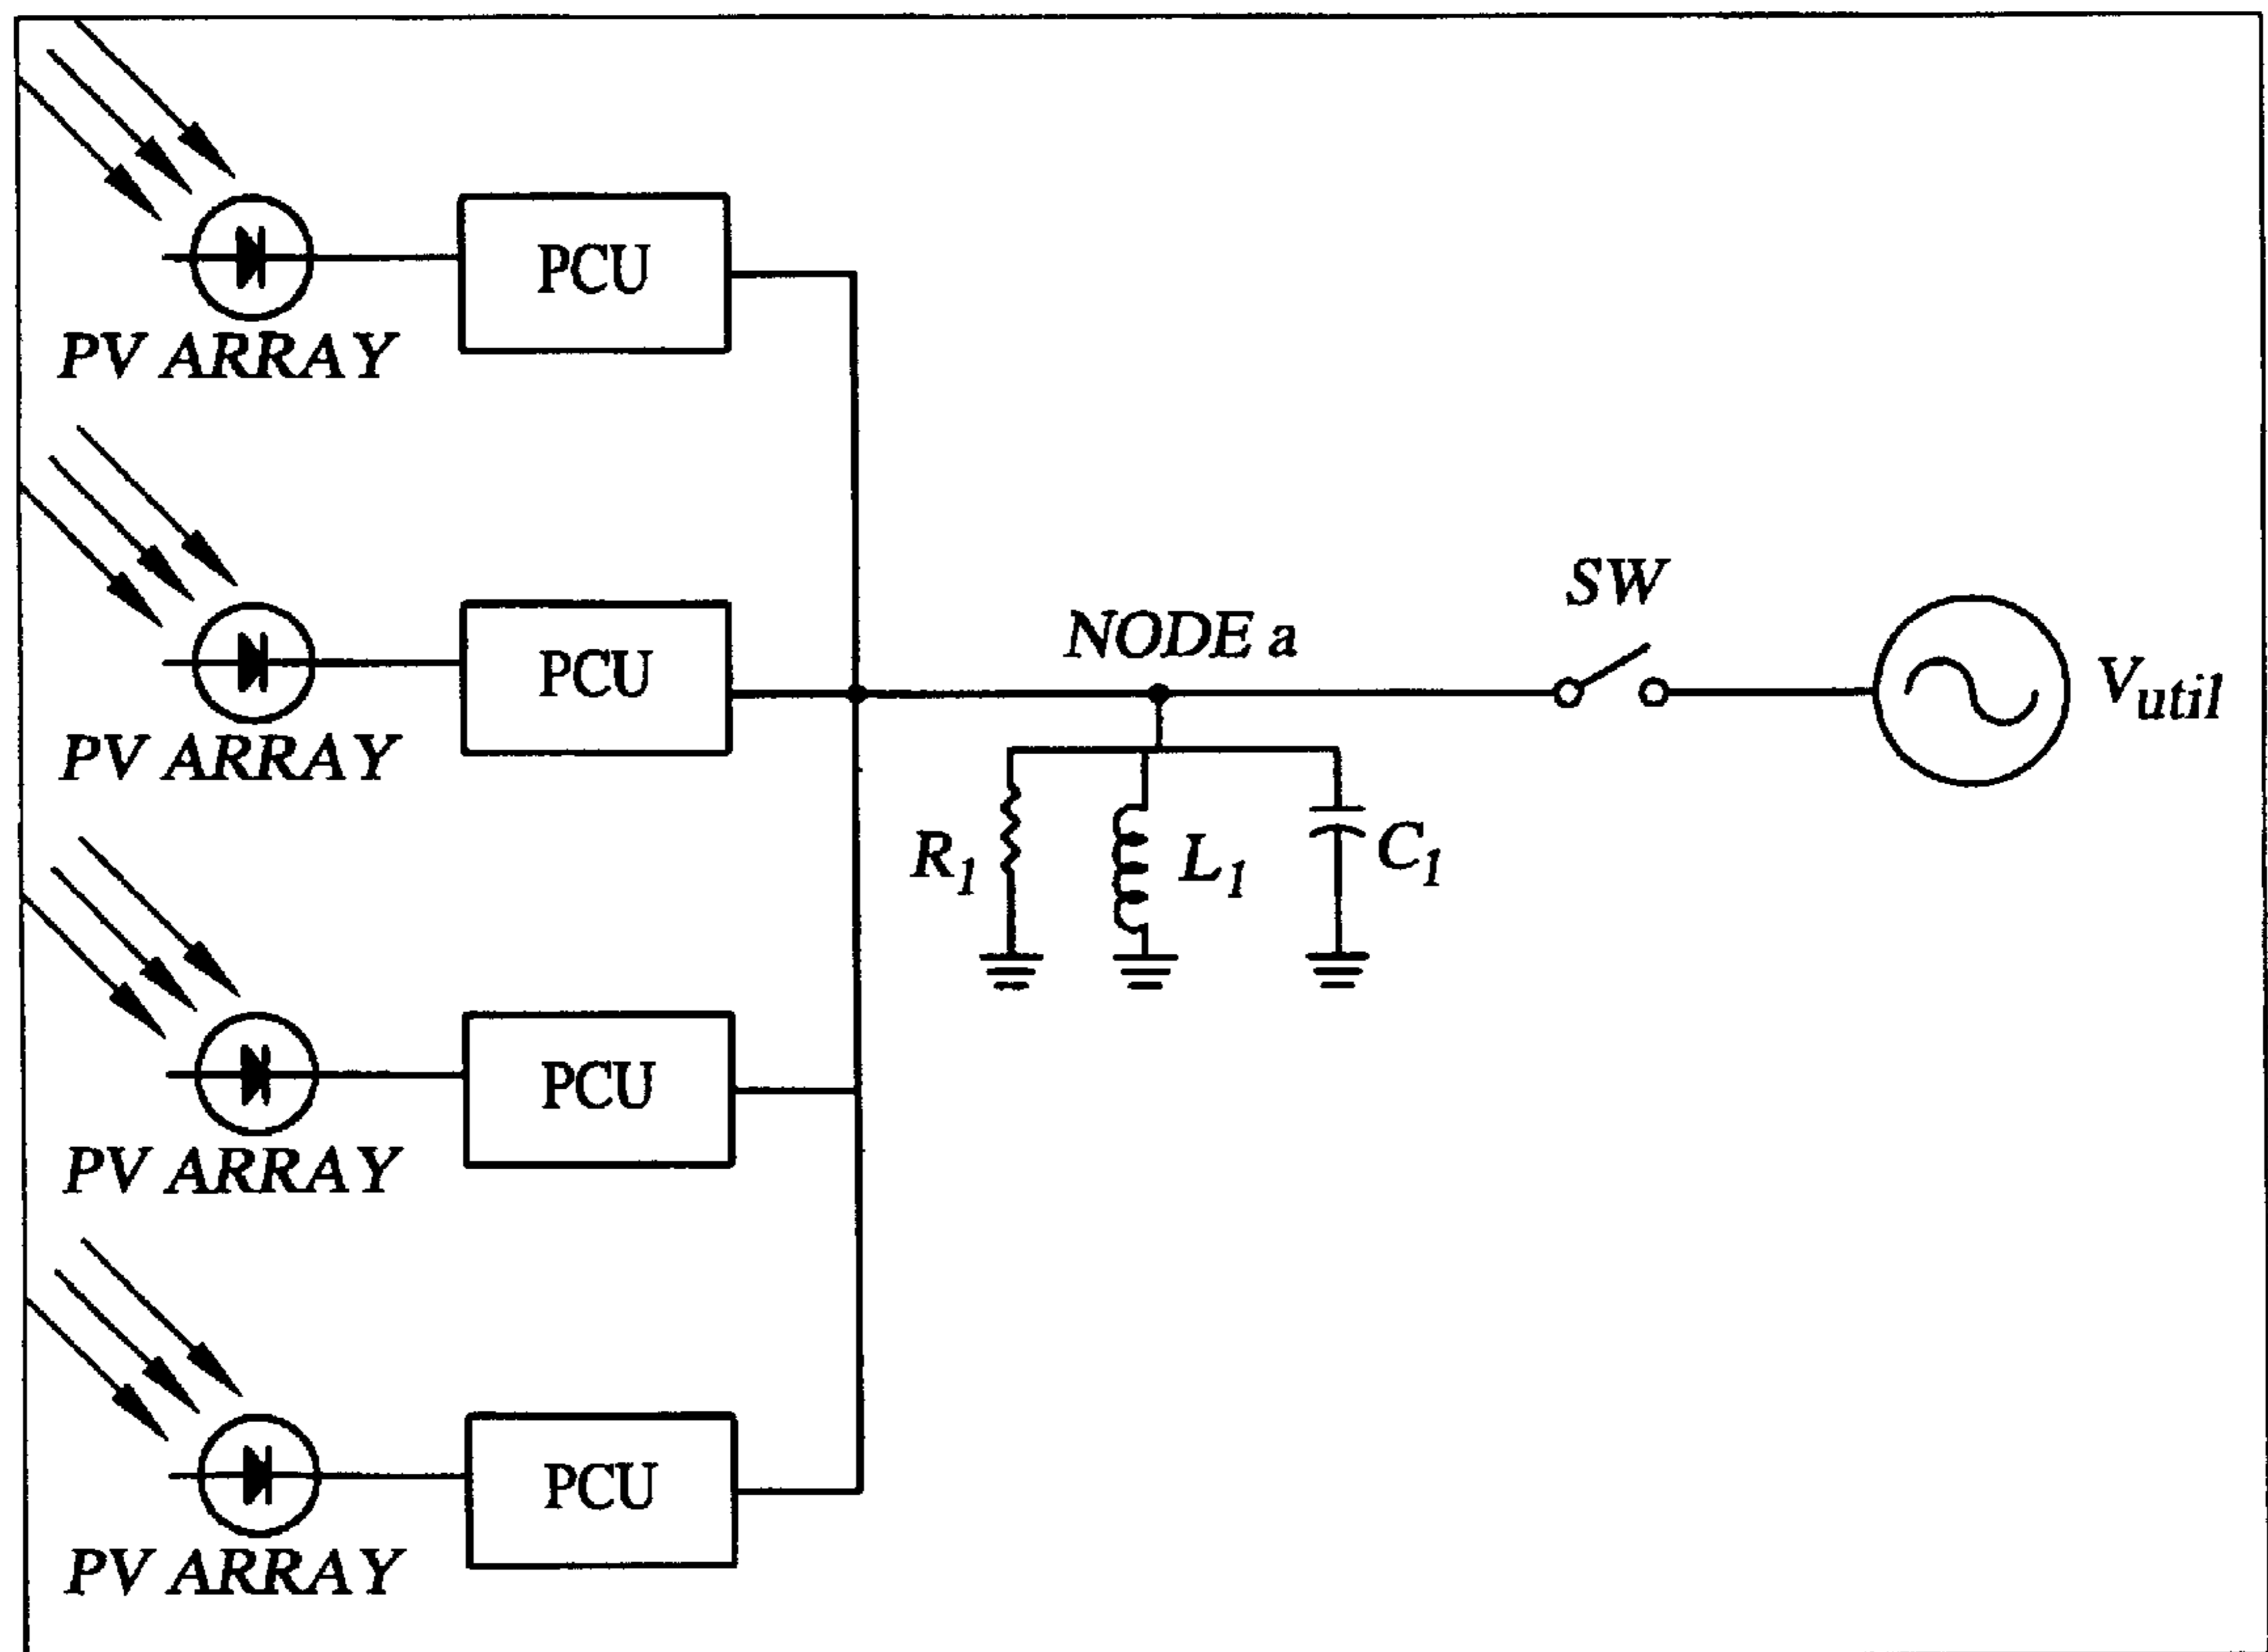 PCU
PV ARRAY
SW
NODE a
PCU
Vutil
PV ARRAY
R1
L1
C1
PCU
PV ARRAY
PCU
PV ARRAY